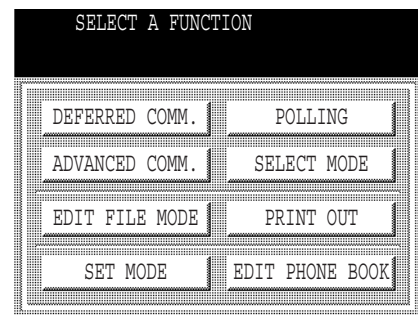 SELECT A FUNCTION
DEFERRED COMM. POLLING
ADVANCED COMM. SELECT MODE
EDIT FILE MODE PRINT OUT
SET MODE EDIT PHONE BOOK